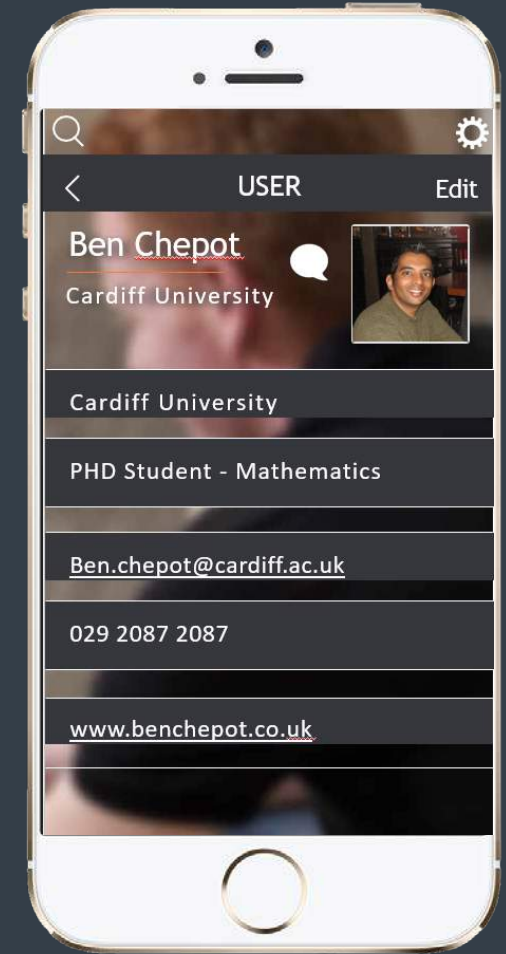 USER
Edit
Ben Chepot
Cardiff University
Cardiff University
PHD Student - Mathematics
Ben.chepot@cardiff.ac.uk
029 2087 2087
www.benchepot.co.uk